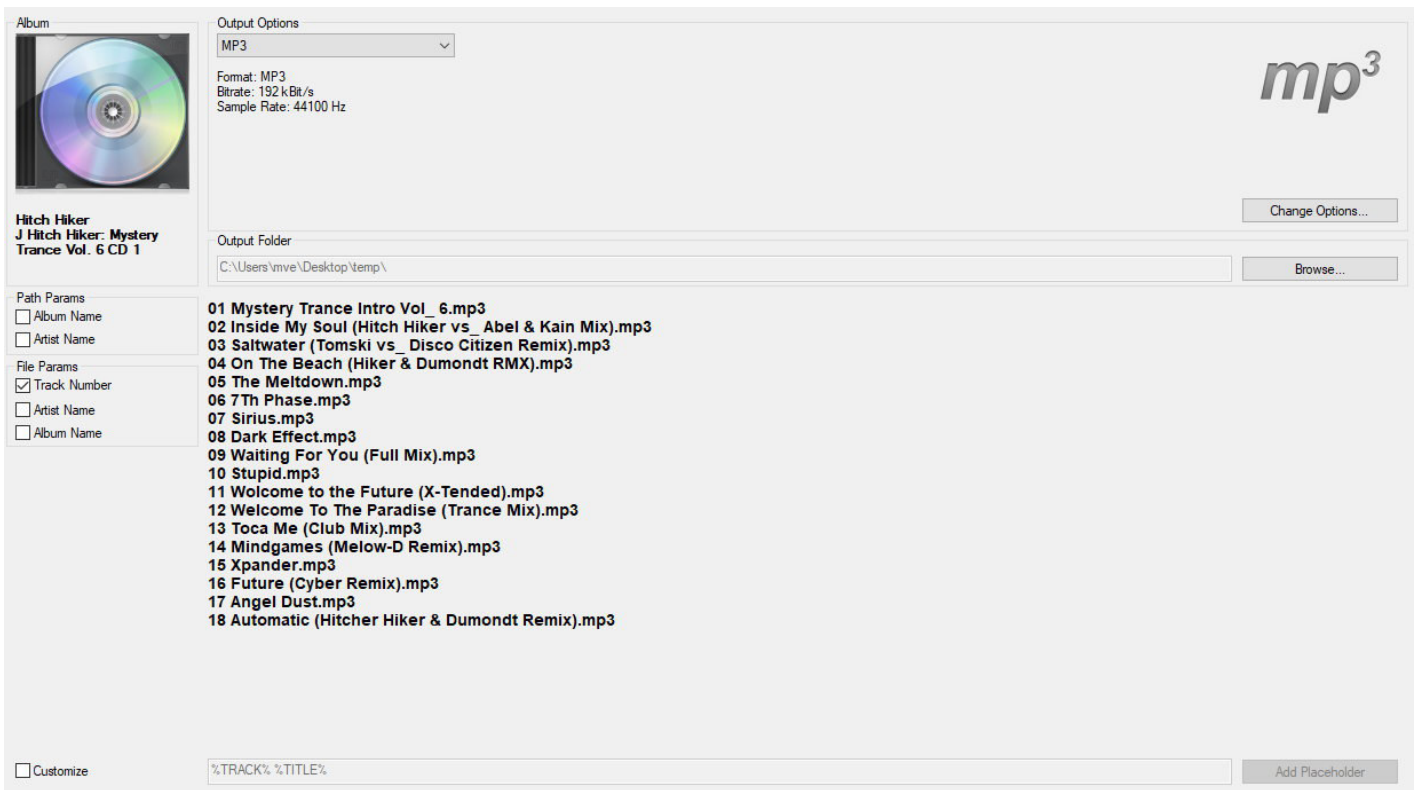 Album
Hitch Hiker
J Hitch Hiker: Mystery
Trance Vol. 6 CD 1
Output Options
MP3
Format: MP3
Bitrate: 192 kBit/s
Sample Rate: 44100 Hz
mp3
Change Options...
Output Folder
C:\Users\mve\Desktop\temp\
Browse...
Path Params
Album Name
Artist Name
File Params
Track Number
Artist Name
Album Name
01 Mystery Trance Intro Vol_ 6.mp3
02 Inside My Soul (Hitch Hiker vs_ Abel & Kain Mix).mp3
03 Saltwater (Tomski vs_ Disco Citizen Remix).mp3
04 On The Beach (Hiker & Dumondt RMX).mp3
05 The Meltdown.mp3
06 7Th Phase.mp3
07 Sirius.mp3
08 Dark Effect.mp3
09 Waiting For You (Full Mix).mp3
10 Stupid.mp3
11 Wolcome to the Future (X-Tended).mp3
12 Welcome To The Paradise (Trance Mix).mp3
13 Toca Me (Club Mix).mp3
14 Mindgames (Melow-D Remix).mp3
15 Xpander.mp3
16 Future (Cyber Remix).mp3
17 Angel Dust.mp3
18 Automatic (Hitcher Hiker & Dumondt Remix).mp3
Customize
%TRACK% %TITLE%
Add Placeholder